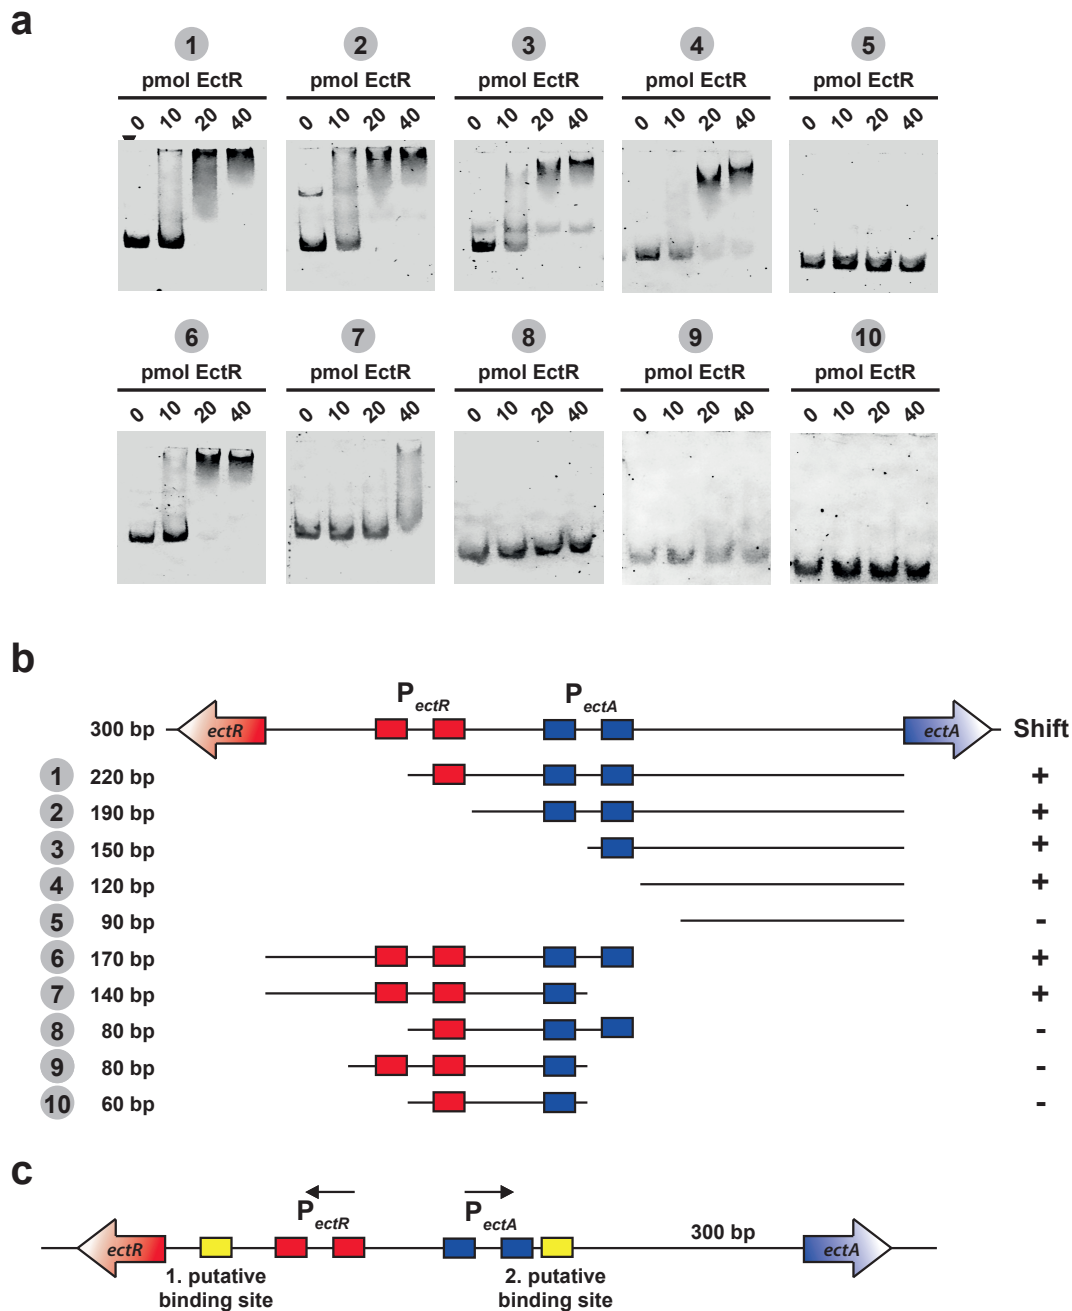 a
1 2 3 4 5
pmol EctR pmol EctR pmol EctR pmol EctR pmol EctR
0 10 20 40 0 10 20 40 0 10 20 40 0 10 20 40 0 10 20 40
6 7 8 9 10
pmol EctR pmol EctR pmol EctR pmol EctR pmol EctR
0 10 20 40 0 10 20 40 0 10 20 40 0 10 20 40 0 10 20 40
b
P ectR P ectA
300 bp ectR ectA Shift
1 220 bp +
2 190 bp +
3 150 bp +
4 120 bp +
5 90 bp -
6 170 bp +
7 140 bp +
8 80 bp -
9 80 bp -
10 60 bp -
c
P ectR P ectA 300 bp
ectR ectA
1. putative 2. putative
binding site binding site